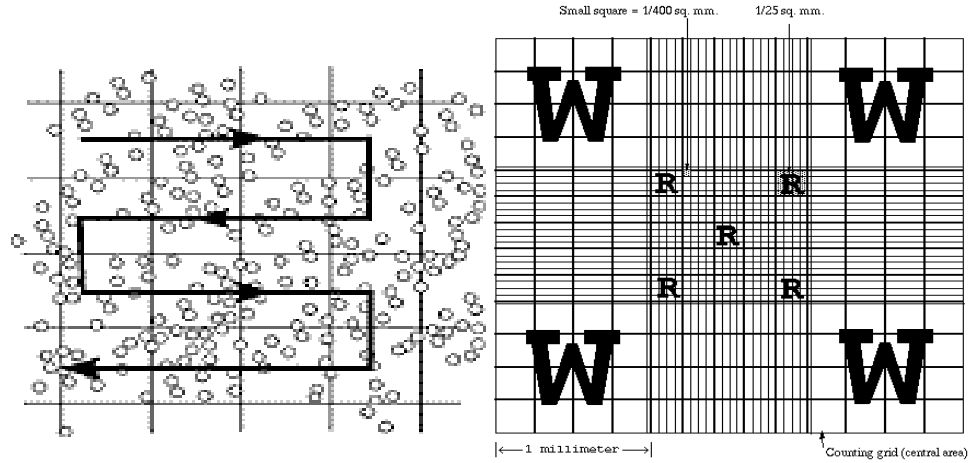 Small square = 1/400 sq. mm. 1/25 sq. mm.
W W
R R
R
R R
W W
1 millimeter
Counting grid (central area)